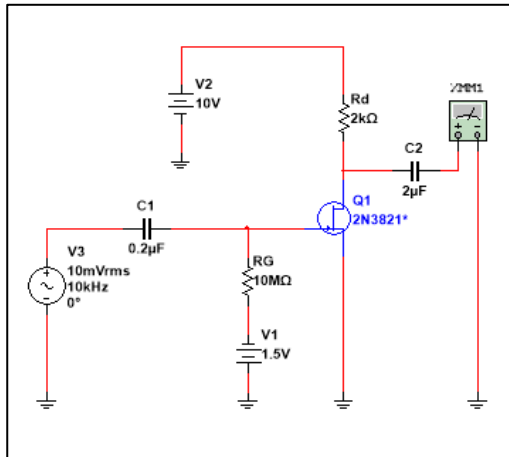 V2
10V
Rd
2kΩ
XMM1
C2
2µF
Q1
2N3821*
C1
0.2µF
V3
10mVrms
10kHz
0°
RG
10MΩ
V1
1.5V